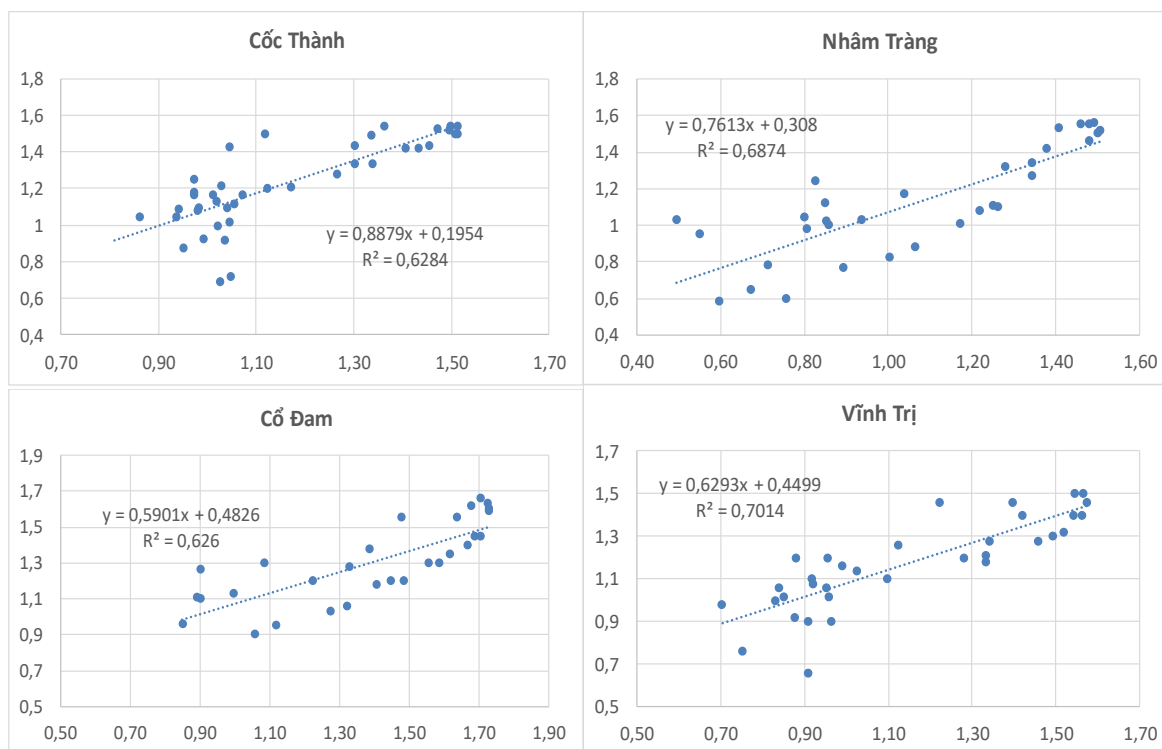 Cốc Thành
1,8
1,6
1,4
1,2
1
0,8
0,6
0,4
y = 0,8879x + 0,1954
R² = 0,6284
0,70 0,90 1,10 1,30 1,50 1,70
Nhâm Tràng
1,8
1,6
1,4
1,2
1
0,8
0,6
0,4
y = 0,7613x + 0,308
R² = 0,6874
0,40 0,60 0,80 1,00 1,20 1,40 1,60
Cổ Đam
1,9
1,7
1,5
1,3
1,1
0,9
0,7
0,5
y = 0,5901x + 0,4826
R² = 0,626
0,50 0,70 0,90 1,10 1,30 1,50 1,70 1,90
Vĩnh Trị
1,7
1,5
1,3
1,1
0,9
0,7
0,5
y = 0,6293x + 0,4499
R² = 0,7014
0,50 0,70 0,90 1,10 1,30 1,50 1,70